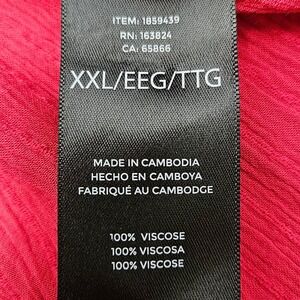 ITEM: 1859439
RN: 163824
CA: 65866
XXL/EEG/TTG
MADE IN CAMBODIA
HECHO EN CAMBOYA
FABRIQUÉ AU CAMBODGE
100% VISCOSE
100% VISCOSA
100% VISCOSE